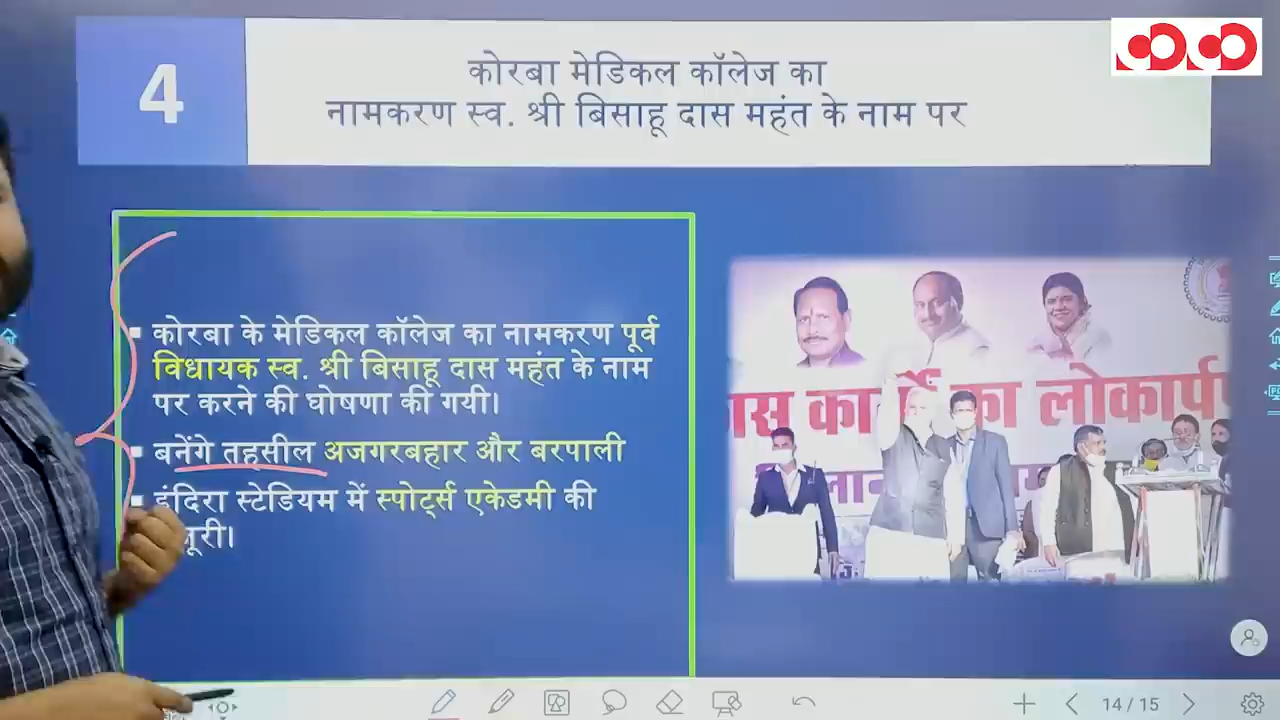 4
कोरबा मेडिकल कॉलेज का
नामकरण स्व. श्री बिसाहू दास महंत के नाम पर
कोरबा के मेडिकल कॉलेज का नामकरण पूर्व
विधायक स्व. श्री बिसाहू दास महंत के नाम
पर करने की घोषणा की गयी।
बनेंगे तहसील अजगरबहार और बरपाली
इंदिरा स्टेडियम में स्पोर्ट्स एकेडमी की
का लोकार्प
14 / 15